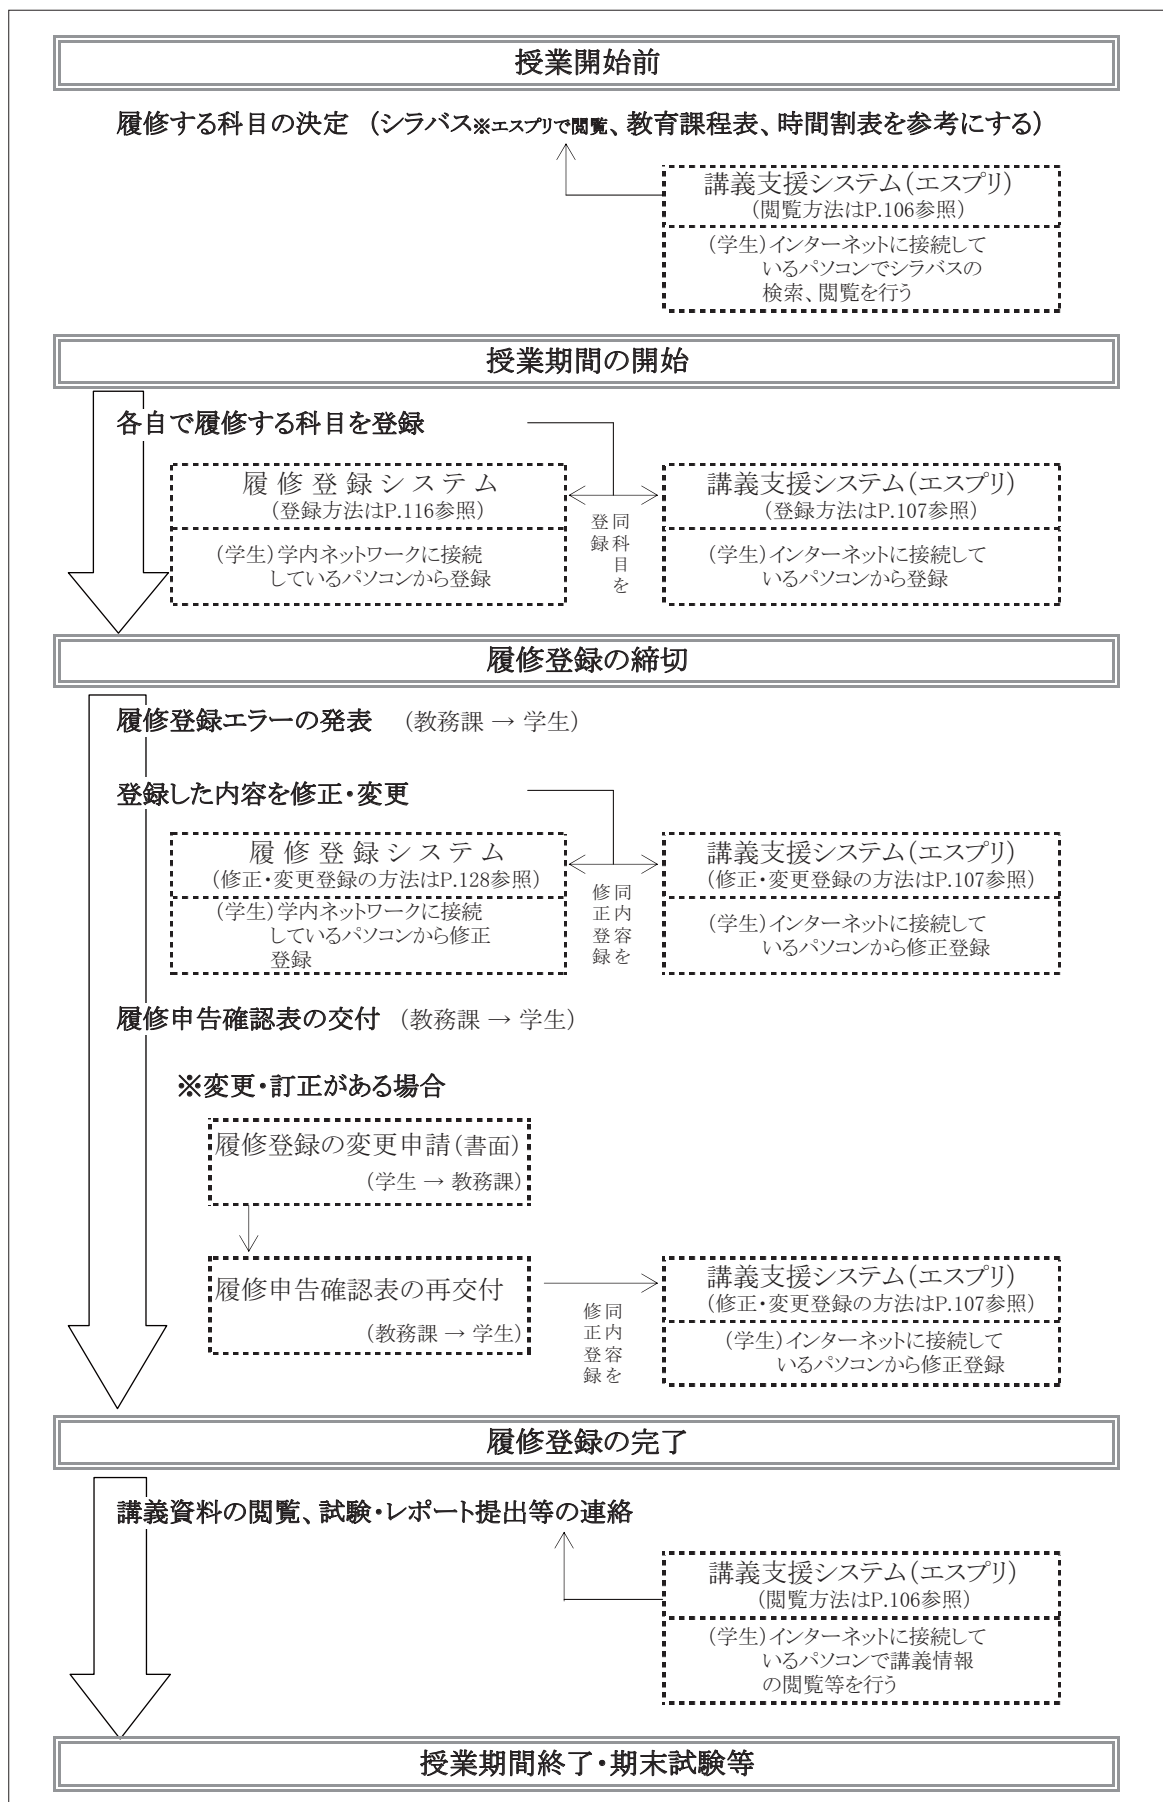 授業開始前
履修する科目の決定 (シラバス※エスプリで閲覧、教育課程表、時間割表を参考にする)
講義支援システム(エスプリ)
(閲覧方法はP.106参照)
(学生)インターネットに接続して
いるパソコンでシラバスの
検索、閲覧を行う
授業期間の開始
各自で履修する科目を登録
履修登録システム
(登録方法はP.116参照)
(学生)学内ネットワークに接続
しているパソコンから登録
同科目を
登録
講義支援システム(エスプリ)
(登録方法はP.107参照)
(学生)インターネットに接続して
いるパソコンから登録
履修登録の締切
履修登録エラーの発表 (教務課 → 学生)
登録した内容を修正・変更
履修登録システム
(修正・変更登録の方法はP.128参照)
(学生)学内ネットワークに接続
しているパソコンから修正
登録
同内容を
修正登録
講義支援システム(エスプリ)
(修正・変更登録の方法はP.107参照)
(学生)インターネットに接続して
いるパソコンから修正登録
履修申告確認表の交付 (教務課 → 学生)
※変更・訂正がある場合
履修登録の変更申請(書面)
(学生 → 教務課)
履修申告確認表の再交付
(教務課 → 学生)
同内容を
修正登録
講義支援システム(エスプリ)
(修正・変更登録の方法はP.107参照)
(学生)インターネットに接続して
いるパソコンから修正登録
履修登録の完了
講義資料の閲覧、試験・レポート提出等の連絡
講義支援システム(エスプリ)
(閲覧方法はP.106参照)
(学生)インターネットに接続して
いるパソコンで講義情報
の閲覧等を行う
授業期間終了・期末試験等